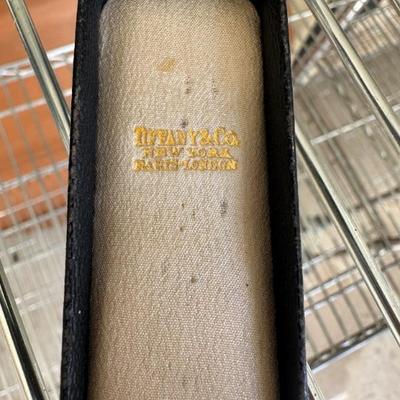 TIFFANY & CO.
NEW YORK
PARIS·LONDON